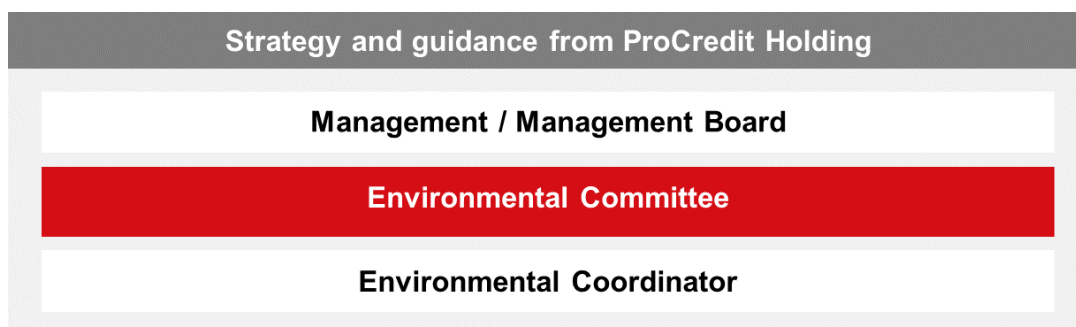 Strategy and guidance from ProCredit Holding
Management / Management Board
Environmental Committee
Environmental Coordinator